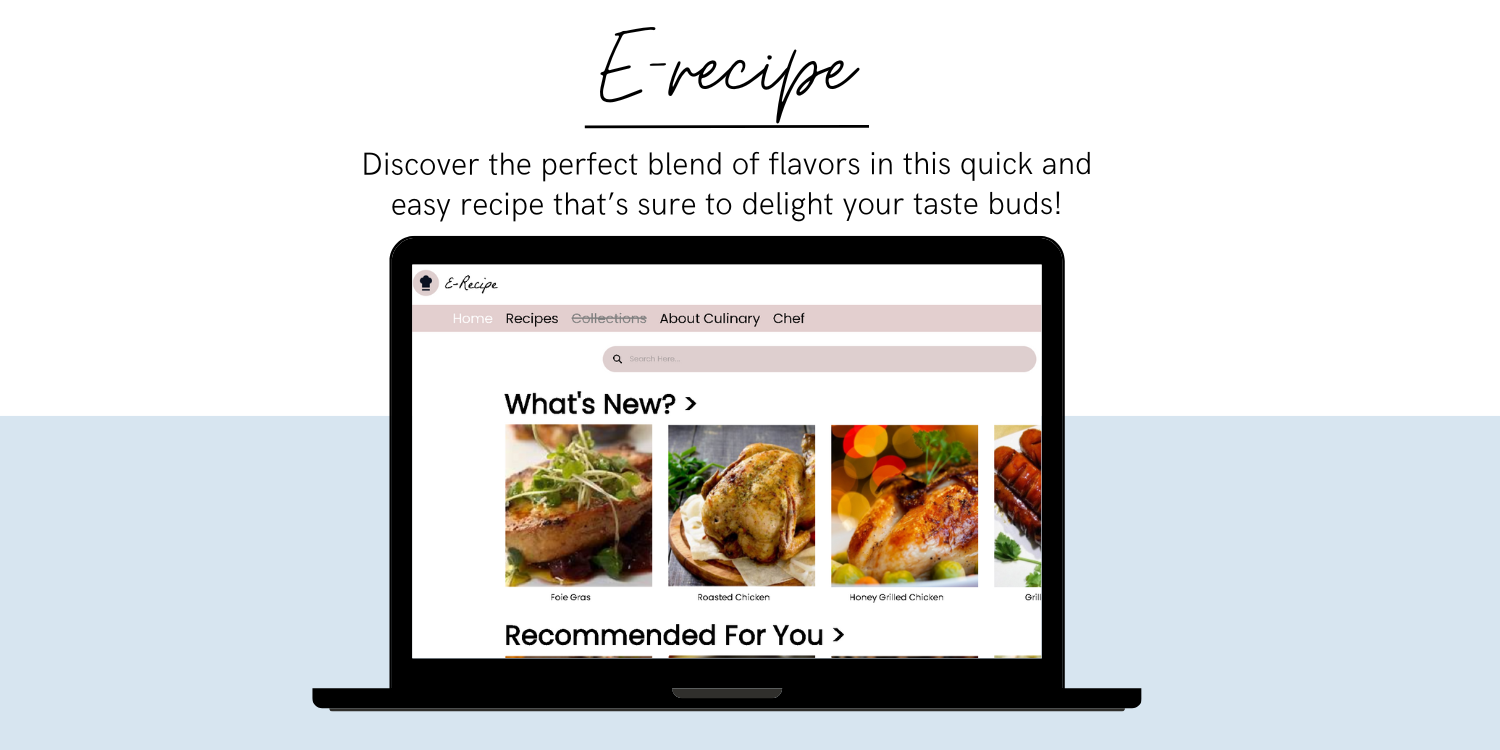 E-recipe
Discover the perfect blend of flavors in this quick and
easy recipe that’s sure to delight your taste buds!
E-Recipe
Home Recipes Collections About Culinary Chef
Search Here...
What's New? >
Foie Gras Roasted Chicken Honey Grilled Chicken Grill
Recommended For You >